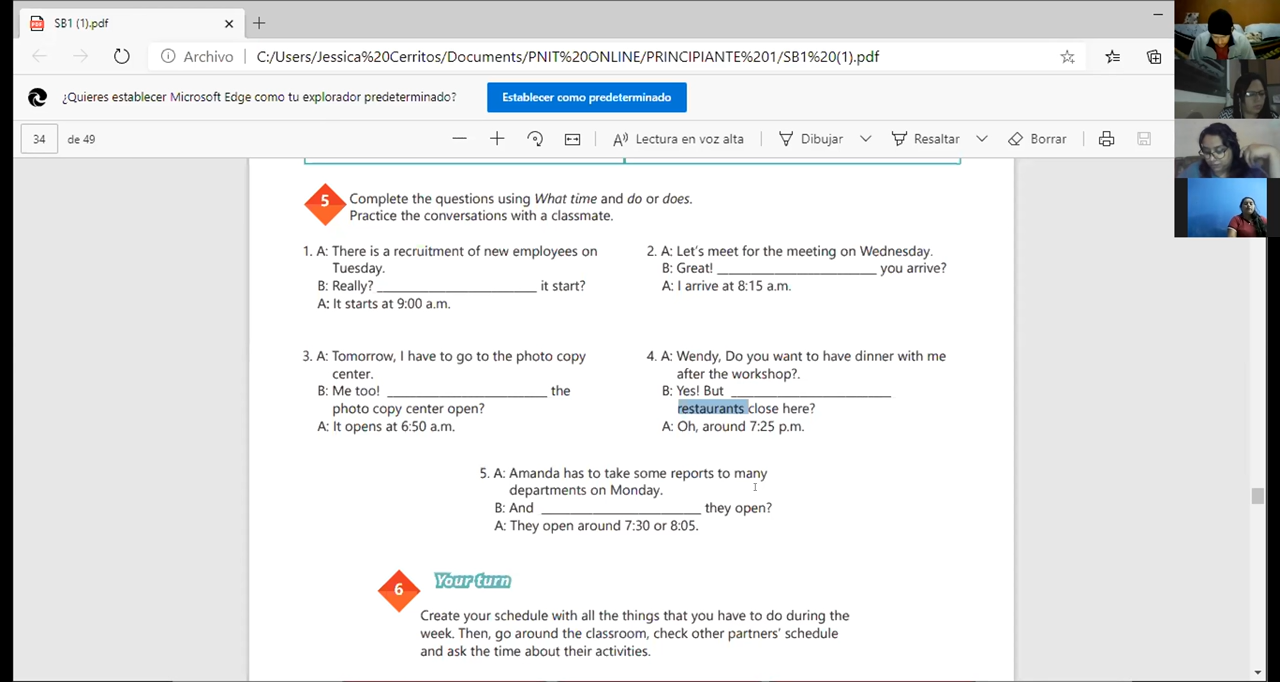 SB1 (1).pdf
Archivo
C:/Users/Jessica%20Cerritos/Documents/PNIT%20ONLINE/PRINCIPIANTE%201/SB1%20(1).pdf
¿Quieres establecer Microsoft Edge como tu explorador predeterminado?
Establecer como predeterminado
34 de 49
Lectura en voz alta
Dibujar
Resaltar
Borrar
5 Complete the questions using What time and do or does.
Practice the conversations with a classmate.
1. A: There is a recruitment of new employees on
Tuesday.
B: Really? ____________________ it start?
A: It starts at 9:00 a.m.
2. A: Let's meet for the meeting on Wednesday.
B: Great! ____________________ you arrive?
A: I arrive at 8:15 a.m.
3. A: Tomorrow, I have to go to the photo copy
center.
B: Me too! ____________________ the
photo copy center open?
A: It opens at 6:50 a.m.
4. A: Wendy, Do you want to have dinner with me
after the workshop?.
B: Yes! But ____________________
restaurants close here?
A: Oh, around 7:25 p.m.
5. A: Amanda has to take some reports to many
departments on Monday.
B: And ____________________ they open?
A: They open around 7:30 or 8:05.
6 Your turn
Create your schedule with all the things that you have to do during the
week. Then, go around the classroom, check other partners' schedule
and ask the time about their activities.